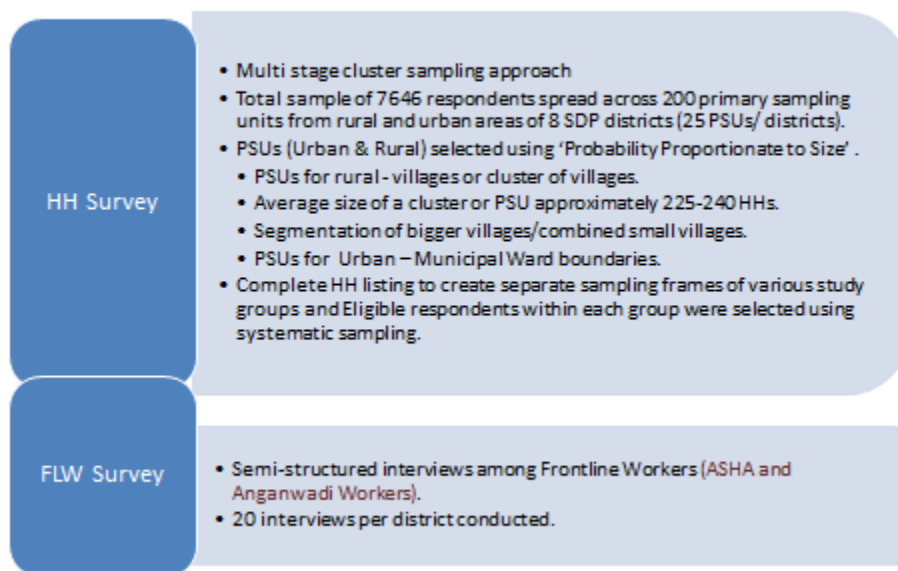 HH Survey
• Multi stage cluster sampling approach
• Total sample of 7646 respondents spread across 200 primary sampling
units from rural and urban areas of 8 SDP districts (25 PSUs/ districts).
• PSUs (Urban & Rural) selected using 'Probability Proportionate to Size' .
• PSUs for rural - villages or cluster of villages.
• Average size of a cluster or PSU approximately 225-240 HHs.
• Segmentation of bigger villages/combined small villages.
• PSUs for Urban – Municipal Ward boundaries.
• Complete HH listing to create separate sampling frames of various study
groups and Eligible respondents within each group were selected using
systematic sampling.
FLW Survey
• Semi-structured interviews among Frontline Workers (ASHA and
Anganwadi Workers).
• 20 interviews per district conducted.